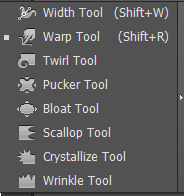 Width Tool (Shift+W)
Warp Tool (Shift+R)
Twirl Tool
Pucker Tool
Bloat Tool
Scallop Tool
Crystallize Tool
Wrinkle Tool